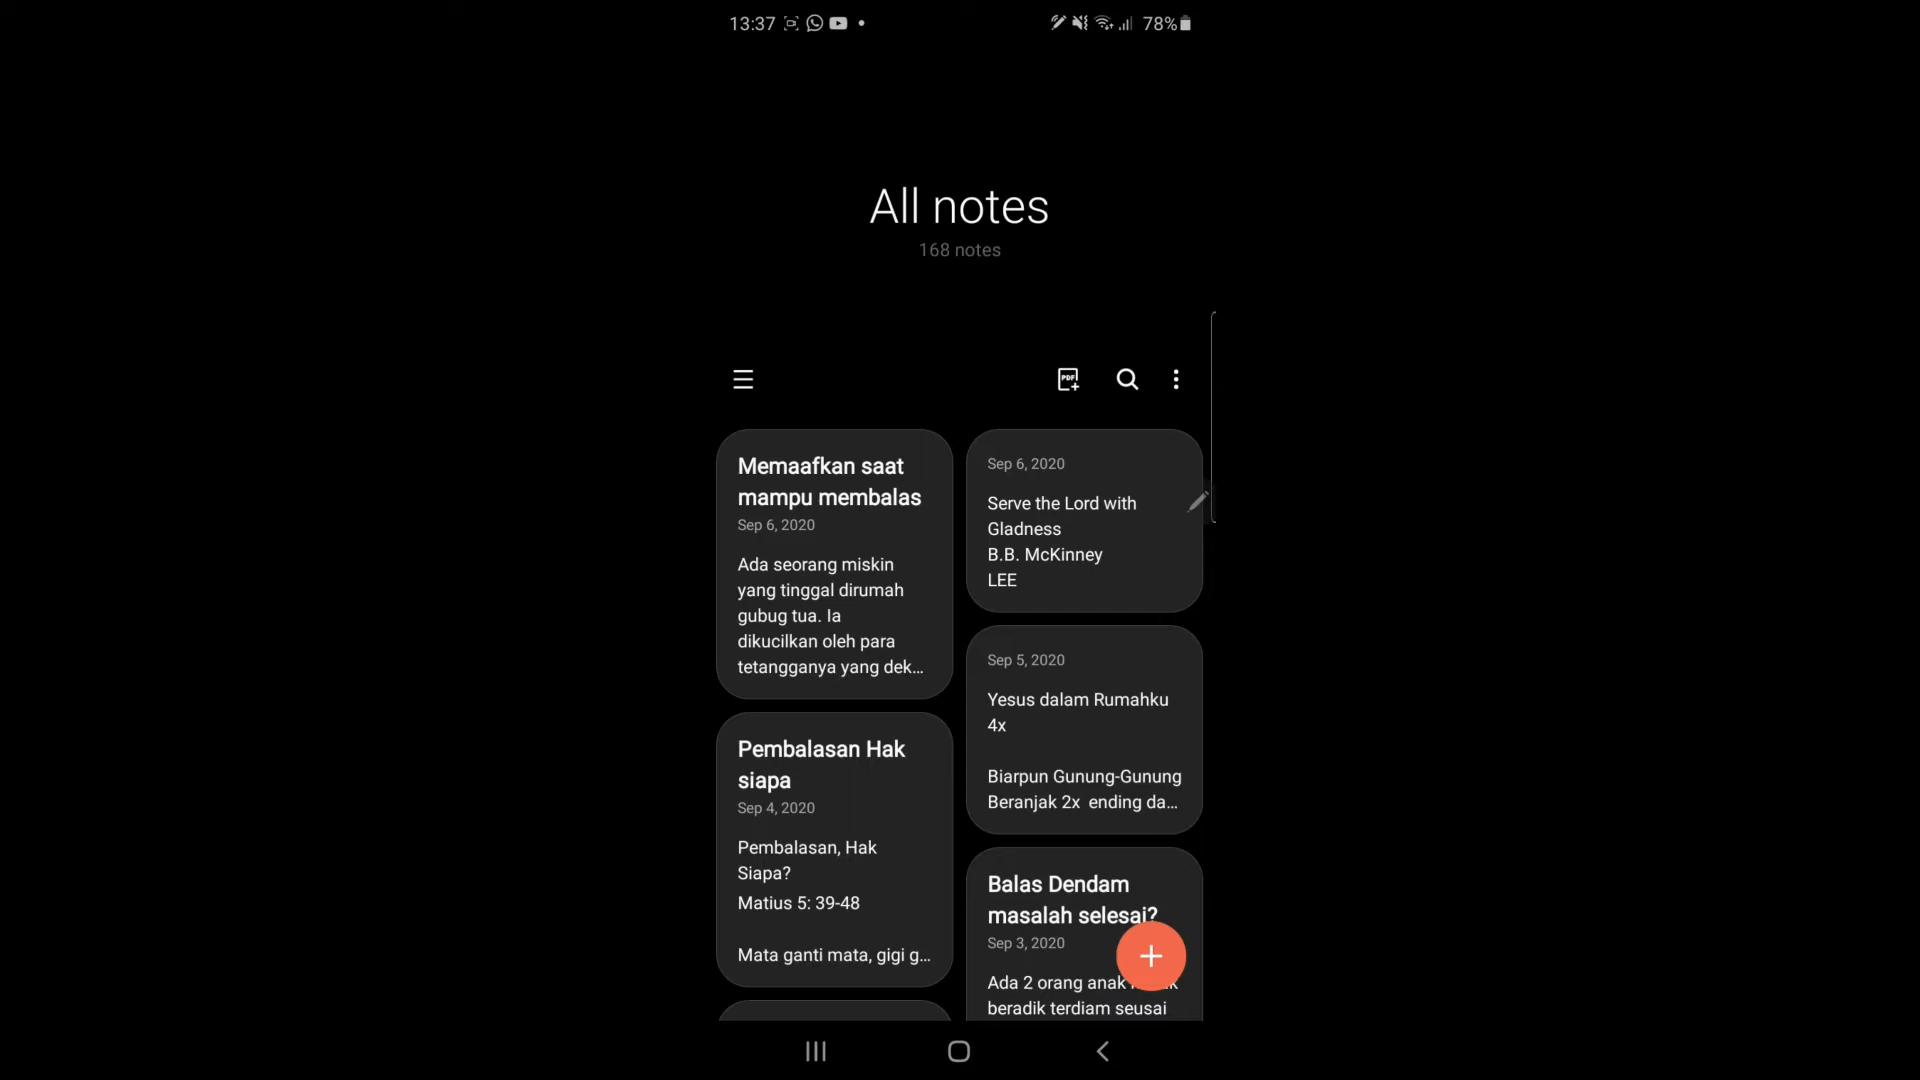 13:37
78%
All notes
168 notes
PDF
Memaafkan saat
mampu membalas
Sep 6, 2020
Ada seorang miskin
yang tinggal dirumah
gubug tua. Ia
dikucilkan oleh para
tetangganya yang dek...
Pembalasan Hak
siapa
Sep 4, 2020
Pembalasan, Hak
Siapa?
Matius 5: 39-48
Mata ganti mata, gigi g...
Sep 6, 2020
Serve the Lord with
Gladness
B.B. McKinney
LEE
Sep 5, 2020
Yesus dalam Rumahku
4x
Biarpun Gunung-Gunung
Beranjak 2x  ending da...
Balas Dendam
masalah selesai?
Sep 3, 2020
Ada 2 orang anak
beradik terdiam seusai